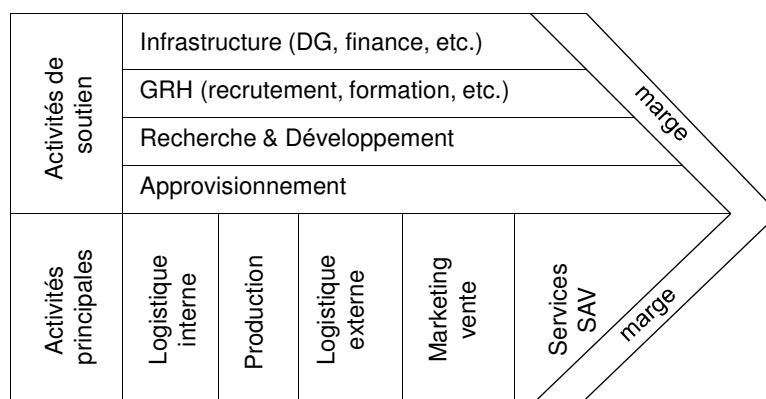 Activités de
soutien
Infrastructure (DG, finance, etc.)
GRH (recrutement, formation, etc.)
Recherche & Développement
Approvisionnement
marge
Activités
principales
Logistique
interne
Production
Logistique
externe
Marketing
vente
Services
SAV
marge